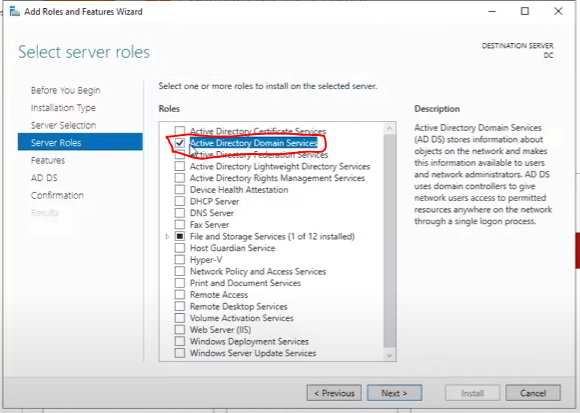 Add Roles and Features Wizard
Select server roles
DESTINATION SERVER
DC
Before You Begin
Installation Type
Server Selection
Server Roles
Features
AD DS
Confirmation
Results
Select one or more roles to install on the selected server.
Roles
Active Directory Certificate Services
Active Directory Domain Services
Active Directory Federation Services
Active Directory Lightweight Directory Services
Active Directory Rights Management Services
Device Health Attestation
DHCP Server
DNS Server
Fax Server
File and Storage Services (1 of 12 installed)
Host Guardian Service
Hyper-V
Network Policy and Access Services
Print and Document Services
Remote Access
Remote Desktop Services
Volume Activation Services
Web Server (IIS)
Windows Deployment Services
Windows Server Update Services
Description
Active Directory Domain Services
(AD DS) stores information about
objects on the network and makes
this information available to users
and network administrators. AD DS
uses domain controllers to give
network users access to permitted
resources anywhere on the network
through a single logon process.
< Previous
Next >
Install
Cancel